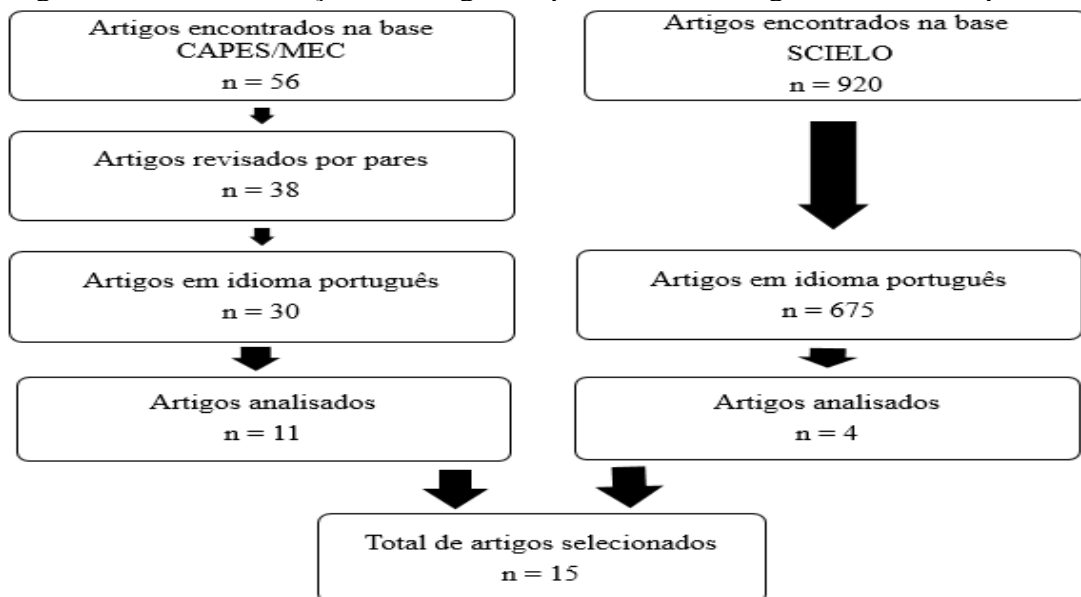 Artigos encontrados na base
CAPES/MEC
n = 56
Artigos revisados por pares
n = 38
Artigos em idioma português
n = 30
Artigos analisados
n = 11
Artigos encontrados na base
SCIELO
n = 920
Artigos em idioma português
n = 675
Artigos analisados
n = 4
Total de artigos selecionados
n = 15